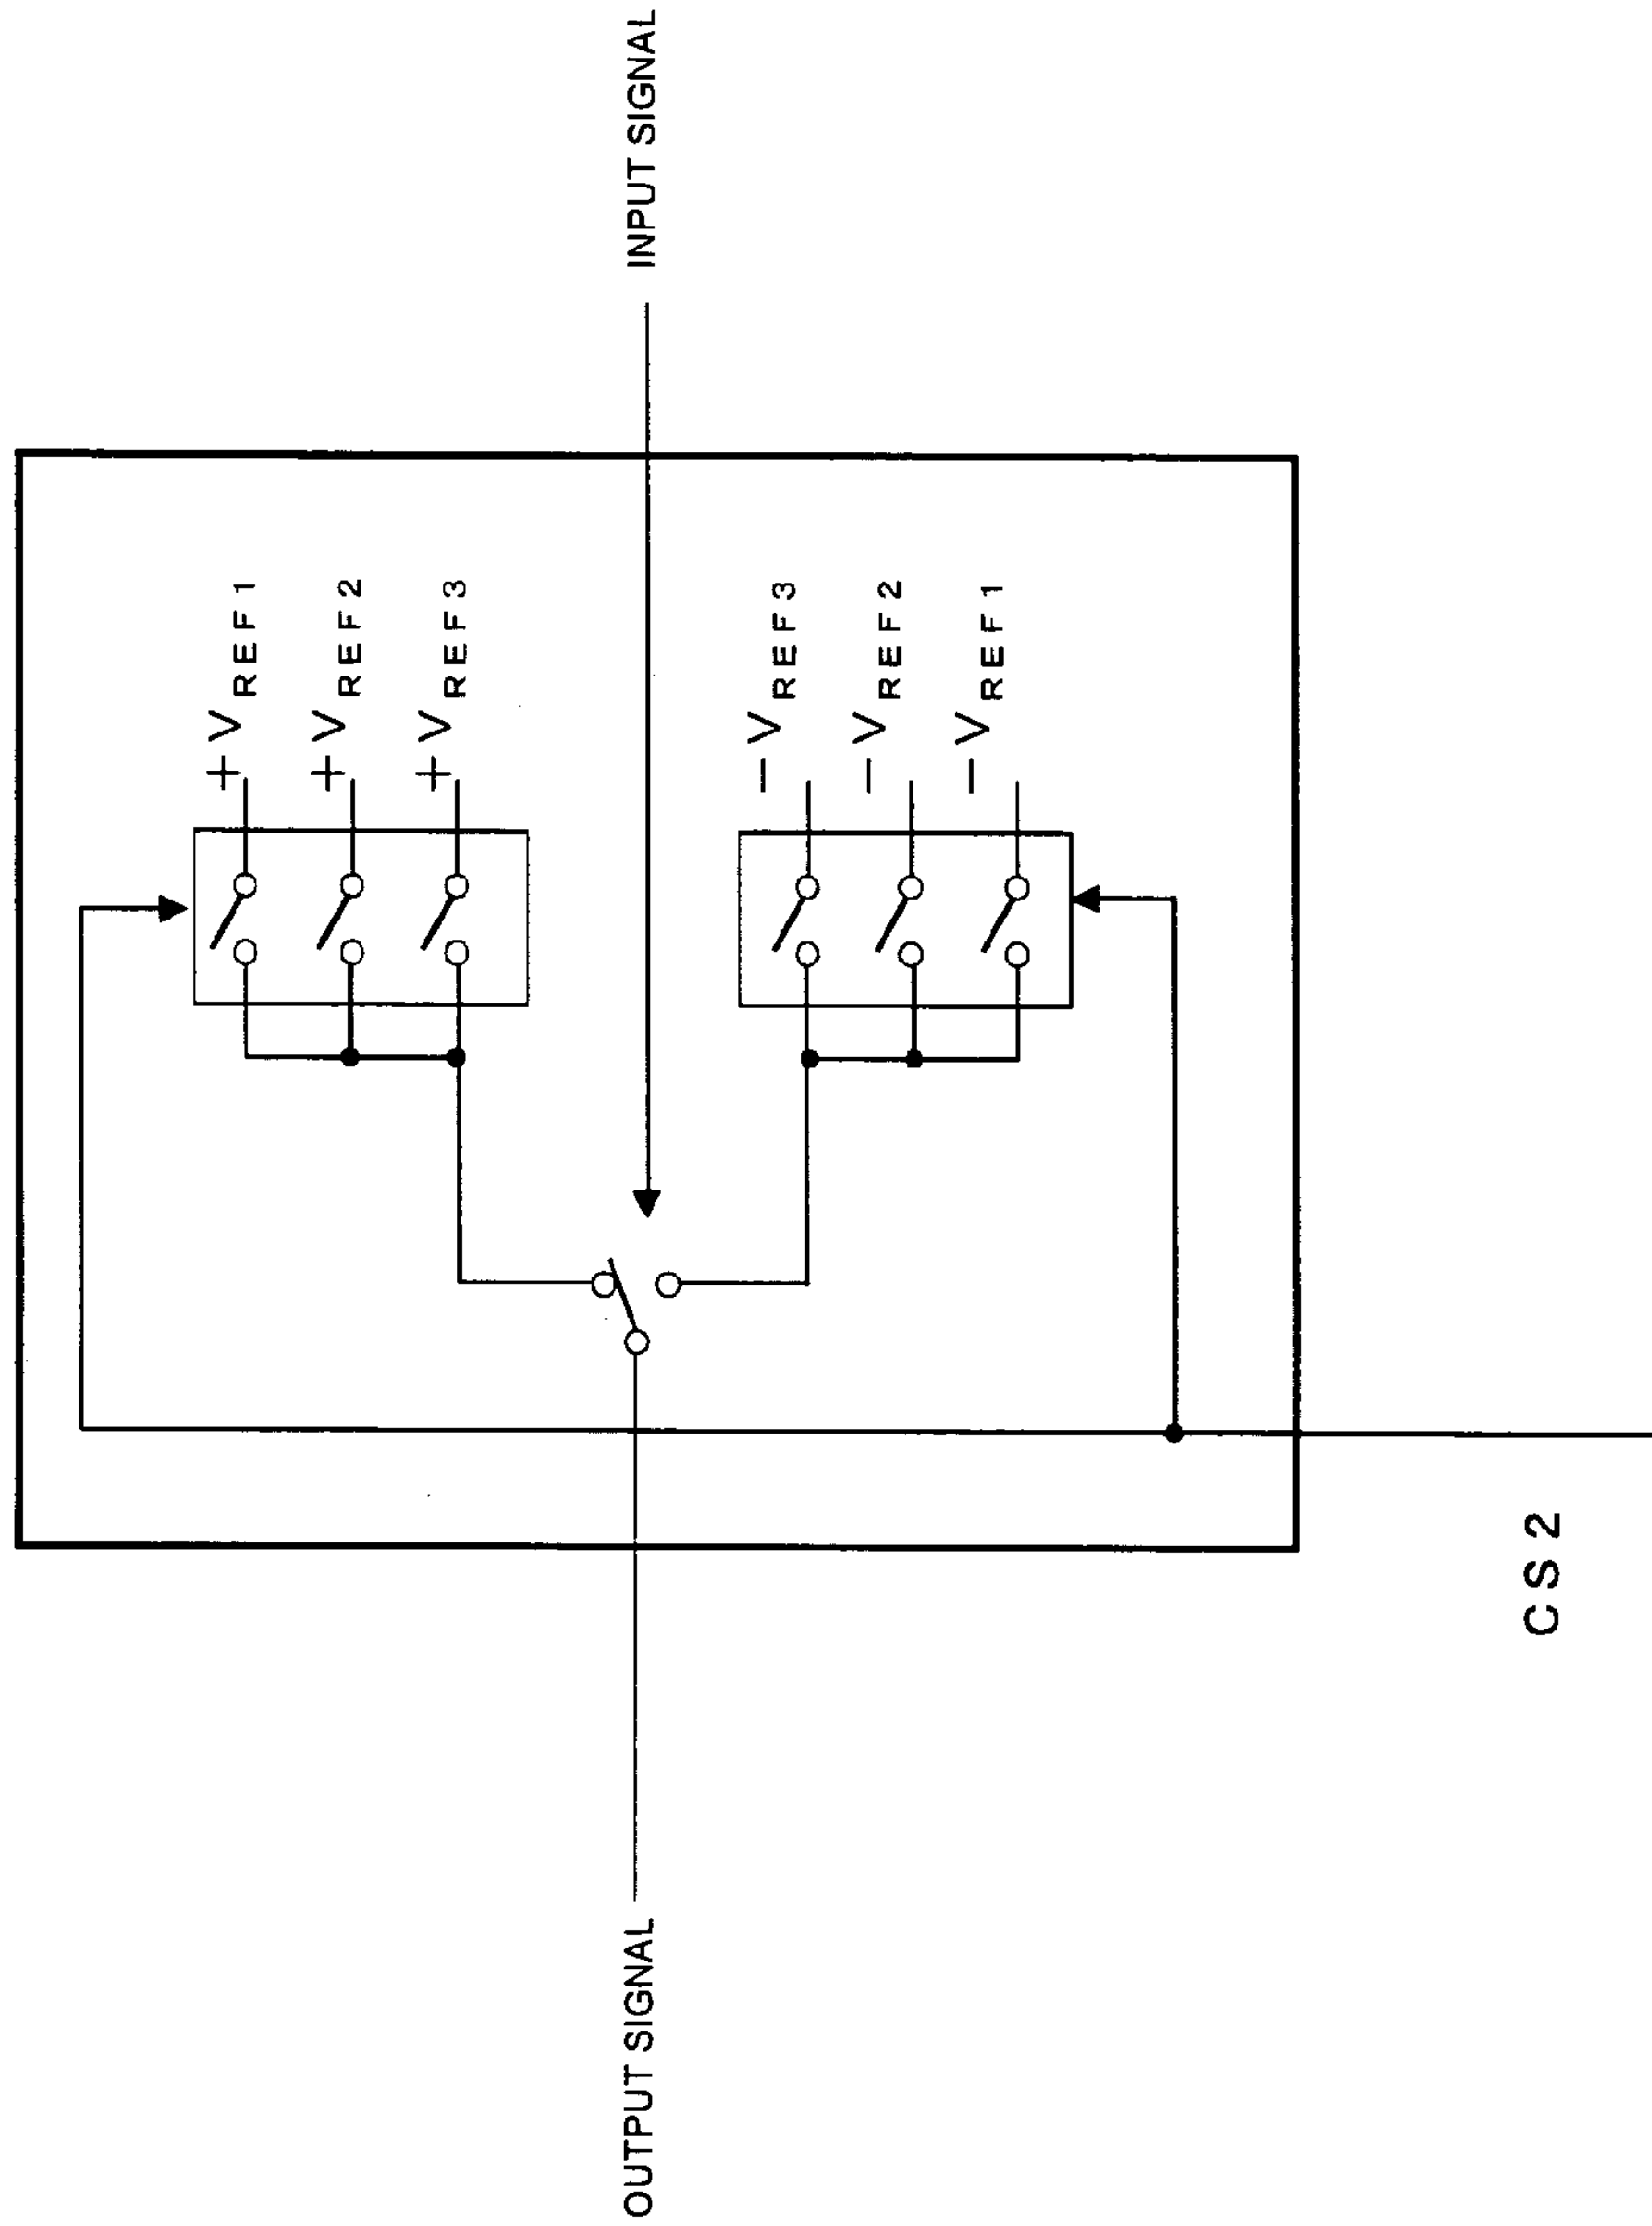 OUTPUT SIGNAL
+VREF1
+VREF2
+VREF3
INPUT SIGNAL
−VREF3
−VREF2
−VREF1
CS2